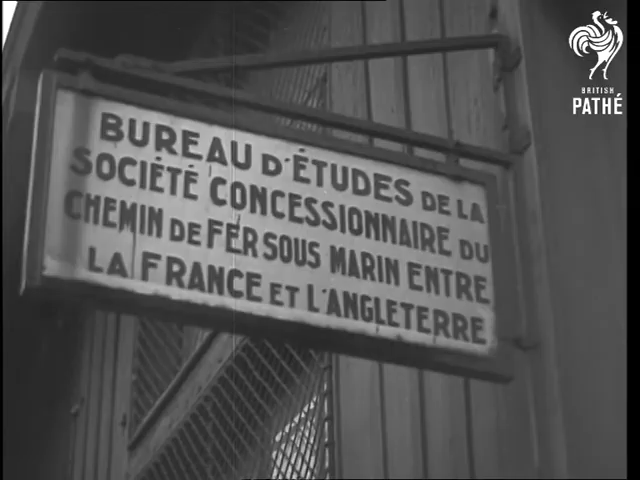 BRITISH
PATHÉ
BUREAU D'ÉTUDES DE LA
SOCIÉTÉ CONCESSIONNAIRE DU
CHEMIN DE FER SOUS MARIN ENTRE
LA FRANCE ET L'ANGLETERRE